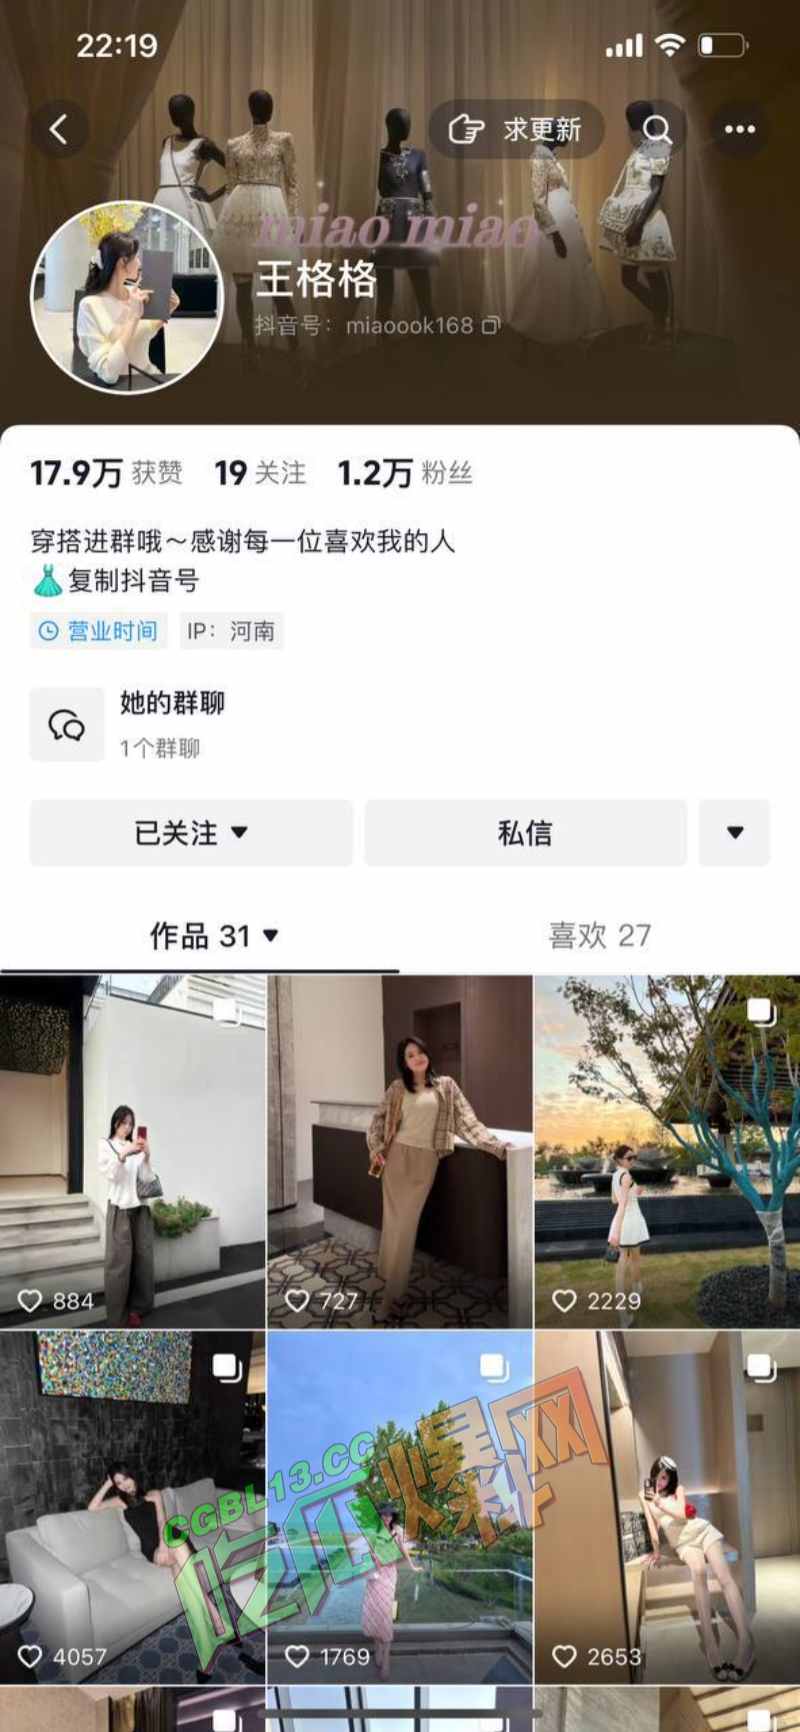 22:19
求更新
miao miao
王格格
抖音号：miaoook168
17.9万 获赞 19 关注 1.2万 粉丝
穿搭进群哦～感谢每一位喜欢我的人
👗复制抖音号
营业时间 IP：河南
她的群聊
1个群聊
已关注 私信
作品 31 喜欢 27
884 727 2229
CGBL13.CC
吃瓜爆料网
4057 1769 2653